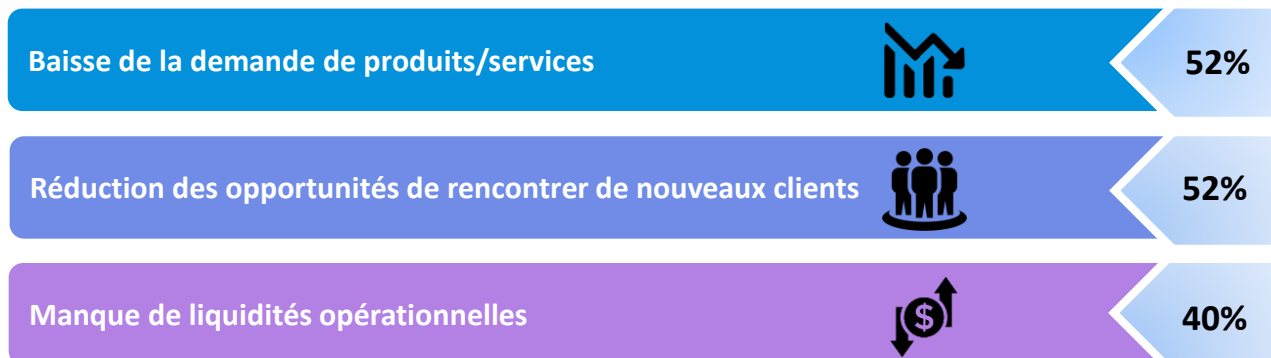 Baisse de la demande de produits/services
52%
Réduction des opportunités de rencontrer de nouveaux clients
52%
Manque de liquidités opérationnelles
$
40%